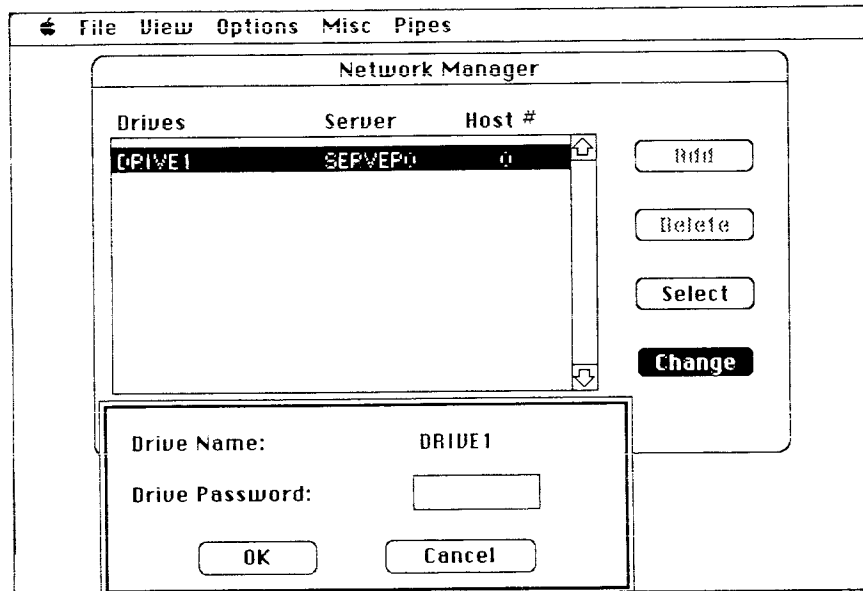 File View Options Misc Pipes
Network Manager
Drives Server Host #
DRIVE1 SERVER0 0
Add
Delete
Select
Change
Drive Name: DRIVE1
Drive Password:
OK Cancel